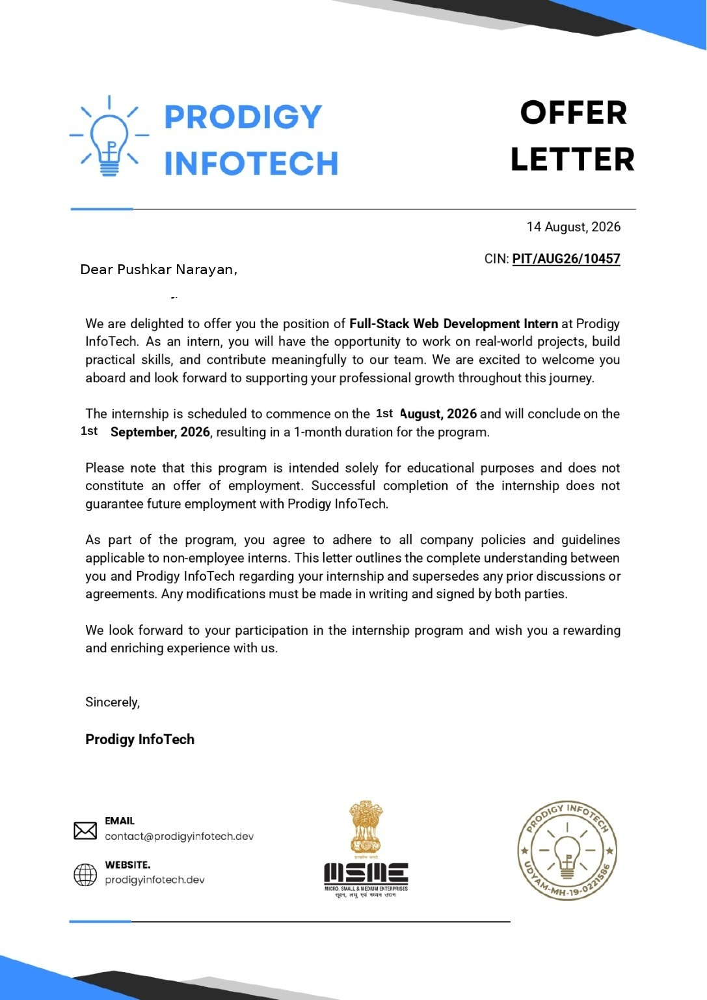 PRODIGY
INFOTECH
OFFER
LETTER
14 August, 2026
CIN: PIT/AUG26/10457
Dear Pushkar Narayan,
We are delighted to offer you the position of Full-Stack Web Development Intern at Prodigy
InfoTech. As an intern, you will have the opportunity to work on real-world projects, build
practical skills, and contribute meaningfully to our team. We are excited to welcome you
aboard and look forward to supporting your professional growth throughout this journey.
The internship is scheduled to commence on the 1st August, 2026 and will conclude on the
1st September, 2026, resulting in a 1-month duration for the program.
Please note that this program is intended solely for educational purposes and does not
constitute an offer of employment. Successful completion of the internship does not
guarantee future employment with Prodigy InfoTech.
As part of the program, you agree to adhere to all company policies and guidelines
applicable to non-employee interns. This letter outlines the complete understanding between
you and Prodigy InfoTech regarding your internship and supersedes any prior discussions or
agreements. Any modifications must be made in writing and signed by both parties.
We look forward to your participation in the internship program and wish you a rewarding
and enriching experience with us.
Sincerely,
Prodigy InfoTech
EMAIL
contact@prodigyinfotech.dev
WEBSITE.
prodigyinfotech.dev
सत्यमेव जयते
MSME
MICRO, SMALL & MEDIUM ENTERPRISES
सूक्ष्म, लघु एवं मध्यम उद्यम
PRODIGY INFOTECH
UDYAM-MH-19-0221586